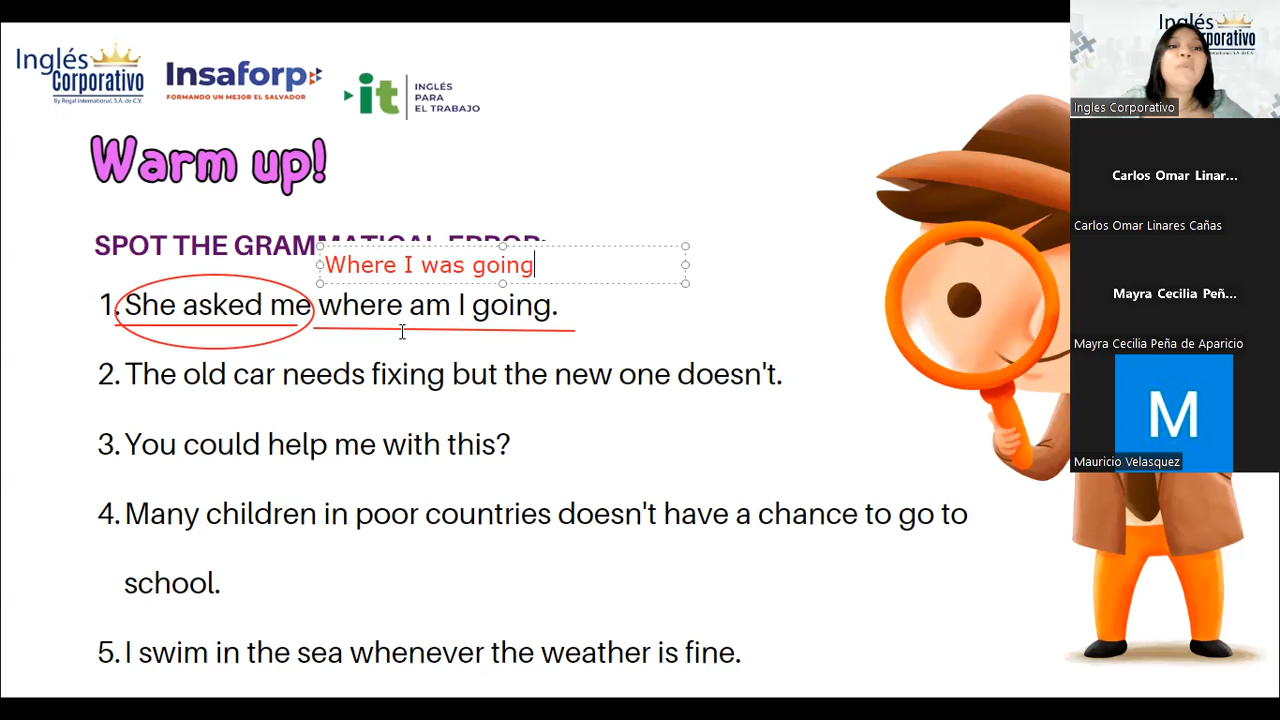 Inglés
Corporativo
By Regal International, S.A. de C.V.
Insaforp
FORMANDO UN MEJOR EL SALVADOR
it
INGLÉS
PARA
EL TRABAJO
Warm up!
SPOT THE GRAMMATICAL ERROR:
Where I was going
1. She asked me where am I going.
2. The old car needs fixing but the new one doesn't.
3. You could help me with this?
4. Many children in poor countries doesn't have a chance to go to
school.
5. I swim in the sea whenever the weather is fine.
Inglés
Corporativo
Ingles Corporativo
Carlos Omar Linar...
Carlos Omar Linares Cañas
Mayra Cecilia Peñ...
Mayra Cecilia Peña de Aparicio
M
Mauricio Velasquez